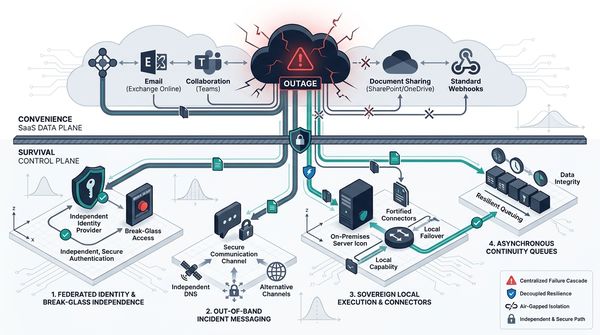 Email
(Exchange Online)
Collaboration
(Teams)
OUTAGE
Document Sharing
(SharePoint/OneDrive)
Standard
Webhooks
CONVENIENCE
SaaS DATA PLANE
SURVIVAL
CONTROL PLANE
Independent
Identity
Provider
Break-Glass
Access
Independent, Secure
Authentication
1. FEDERATED IDENTITY &
BREAK-GLASS INDEPENDENCE
Secure
Communication
Channel
Independent
DNS
Alternative
Channels
2. OUT-OF-BAND
INCIDENT MESSAGING
On-Premises
Server Icon
Fortified
Connectors
Local
Failover
Local
Capability
3. SOVEREIGN LOCAL
EXECUTION & CONNECTORS
Data
Integrity
Resilient Queuing
4. ASYNCHRONOUS
CONTINUITY QUEUES
Centralized Failure Cascade
Decoupled Resilience
Air-Gapped Isolation
Independent & Secure Path